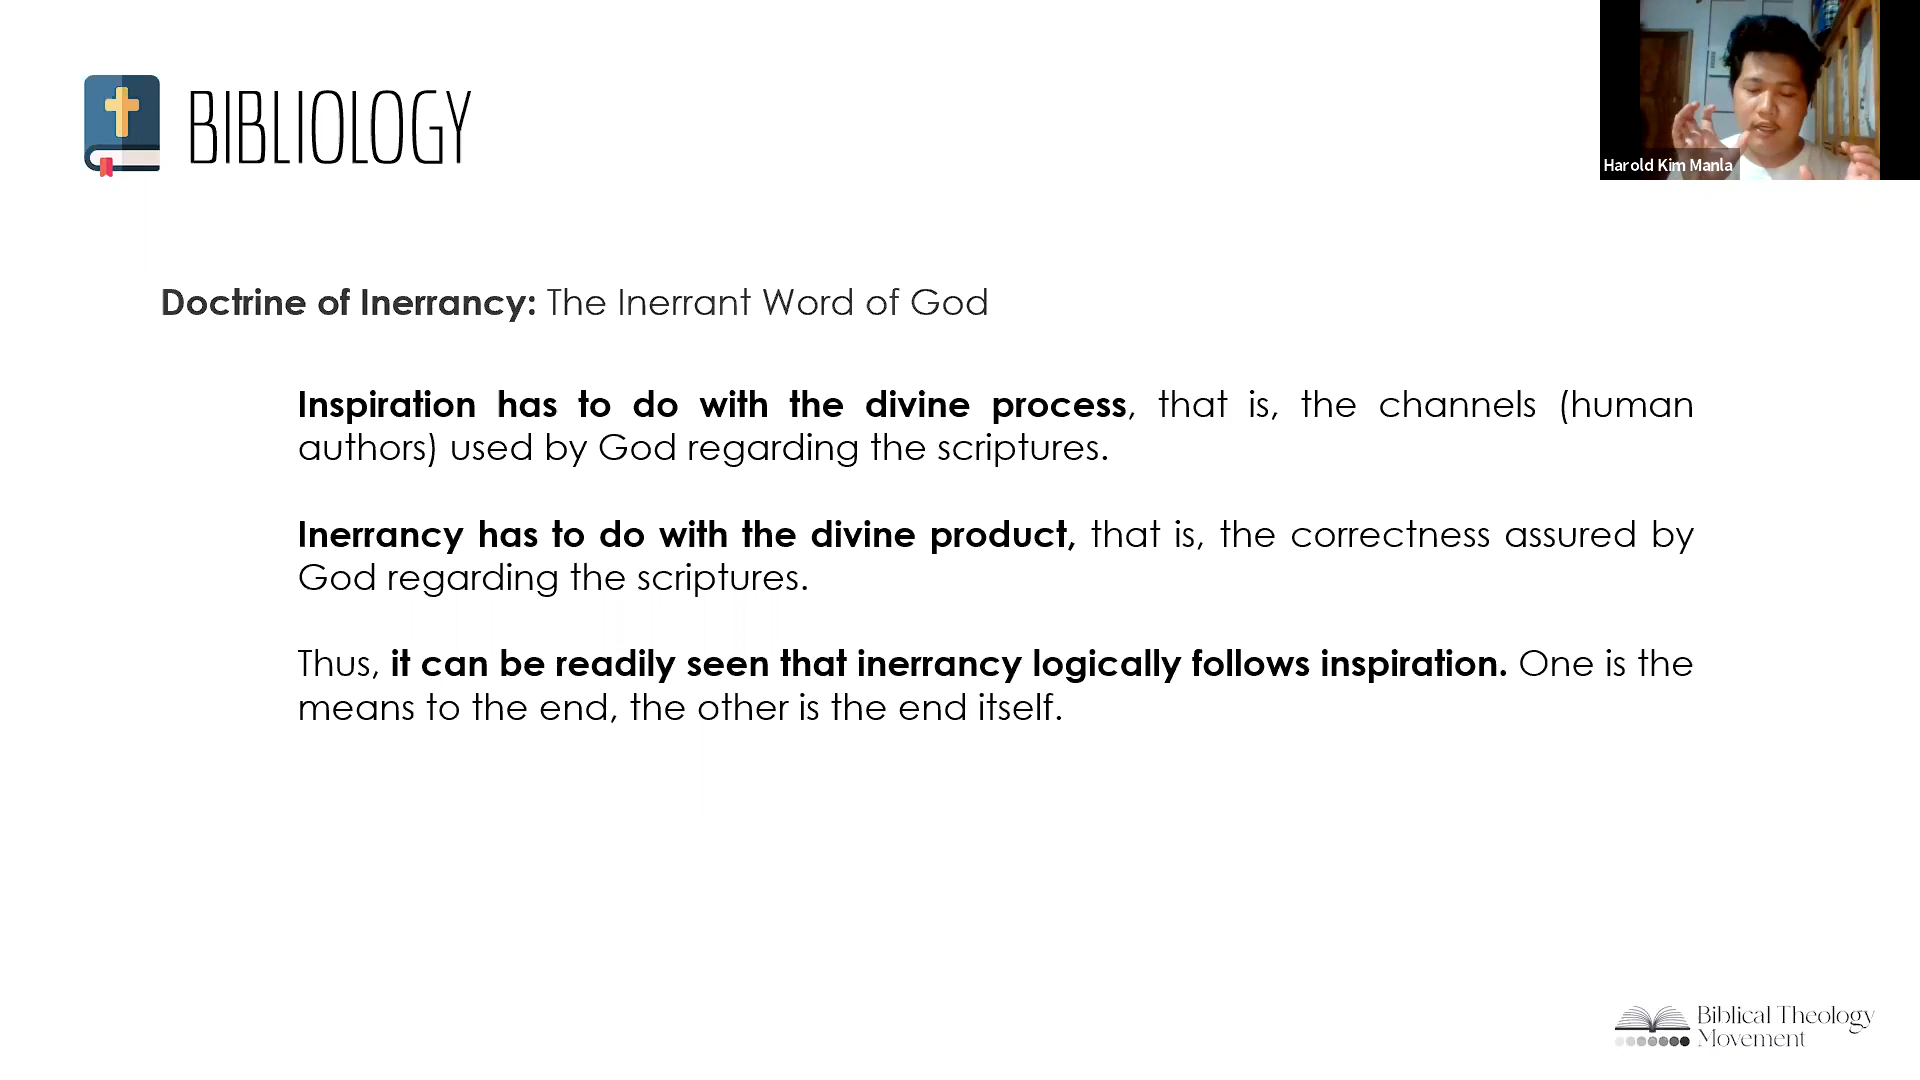 BIBLIOLOGY
Harold Kim Manla
Doctrine of Inerrancy: The Inerrant Word of God
Inspiration has to do with the divine process, that is, the channels (human
authors) used by God regarding the scriptures.
Inerrancy has to do with the divine product, that is, the correctness assured by
God regarding the scriptures.
Thus, it can be readily seen that inerrancy logically follows inspiration. One is the
means to the end, the other is the end itself.
Biblical Theology
Movement